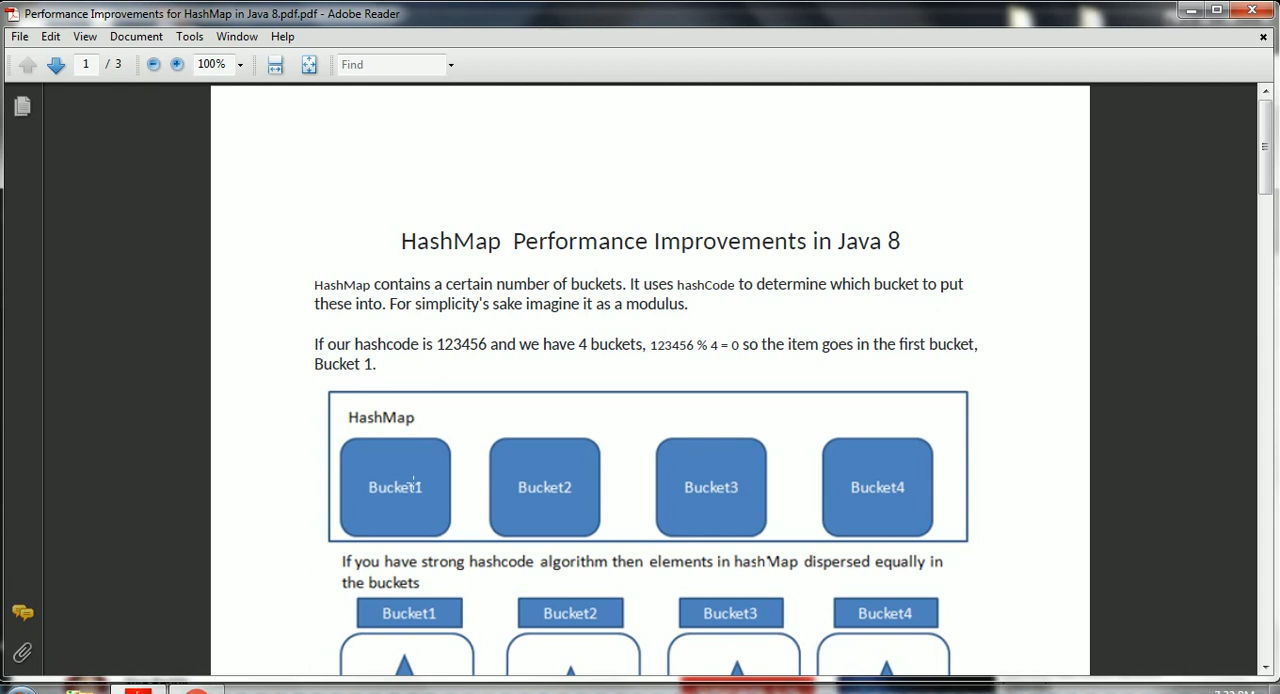 Performance Improvements for HashMap in Java 8.pdf.pdf - Adobe Reader
File Edit View Document Tools Window Help
1 / 3 100% Find
HashMap Performance Improvements in Java 8
HashMap contains a certain number of buckets. It uses hashCode to determine which bucket to put
these into. For simplicity's sake imagine it as a modulus.
If our hashcode is 123456 and we have 4 buckets, 123456 % 4 = 0 so the item goes in the first bucket,
Bucket 1.
HashMap
Bucket1 Bucket2 Bucket3 Bucket4
If you have strong hashcode algorithm then elements in hashMap dispersed equally in
the buckets
Bucket1 Bucket2 Bucket3 Bucket4